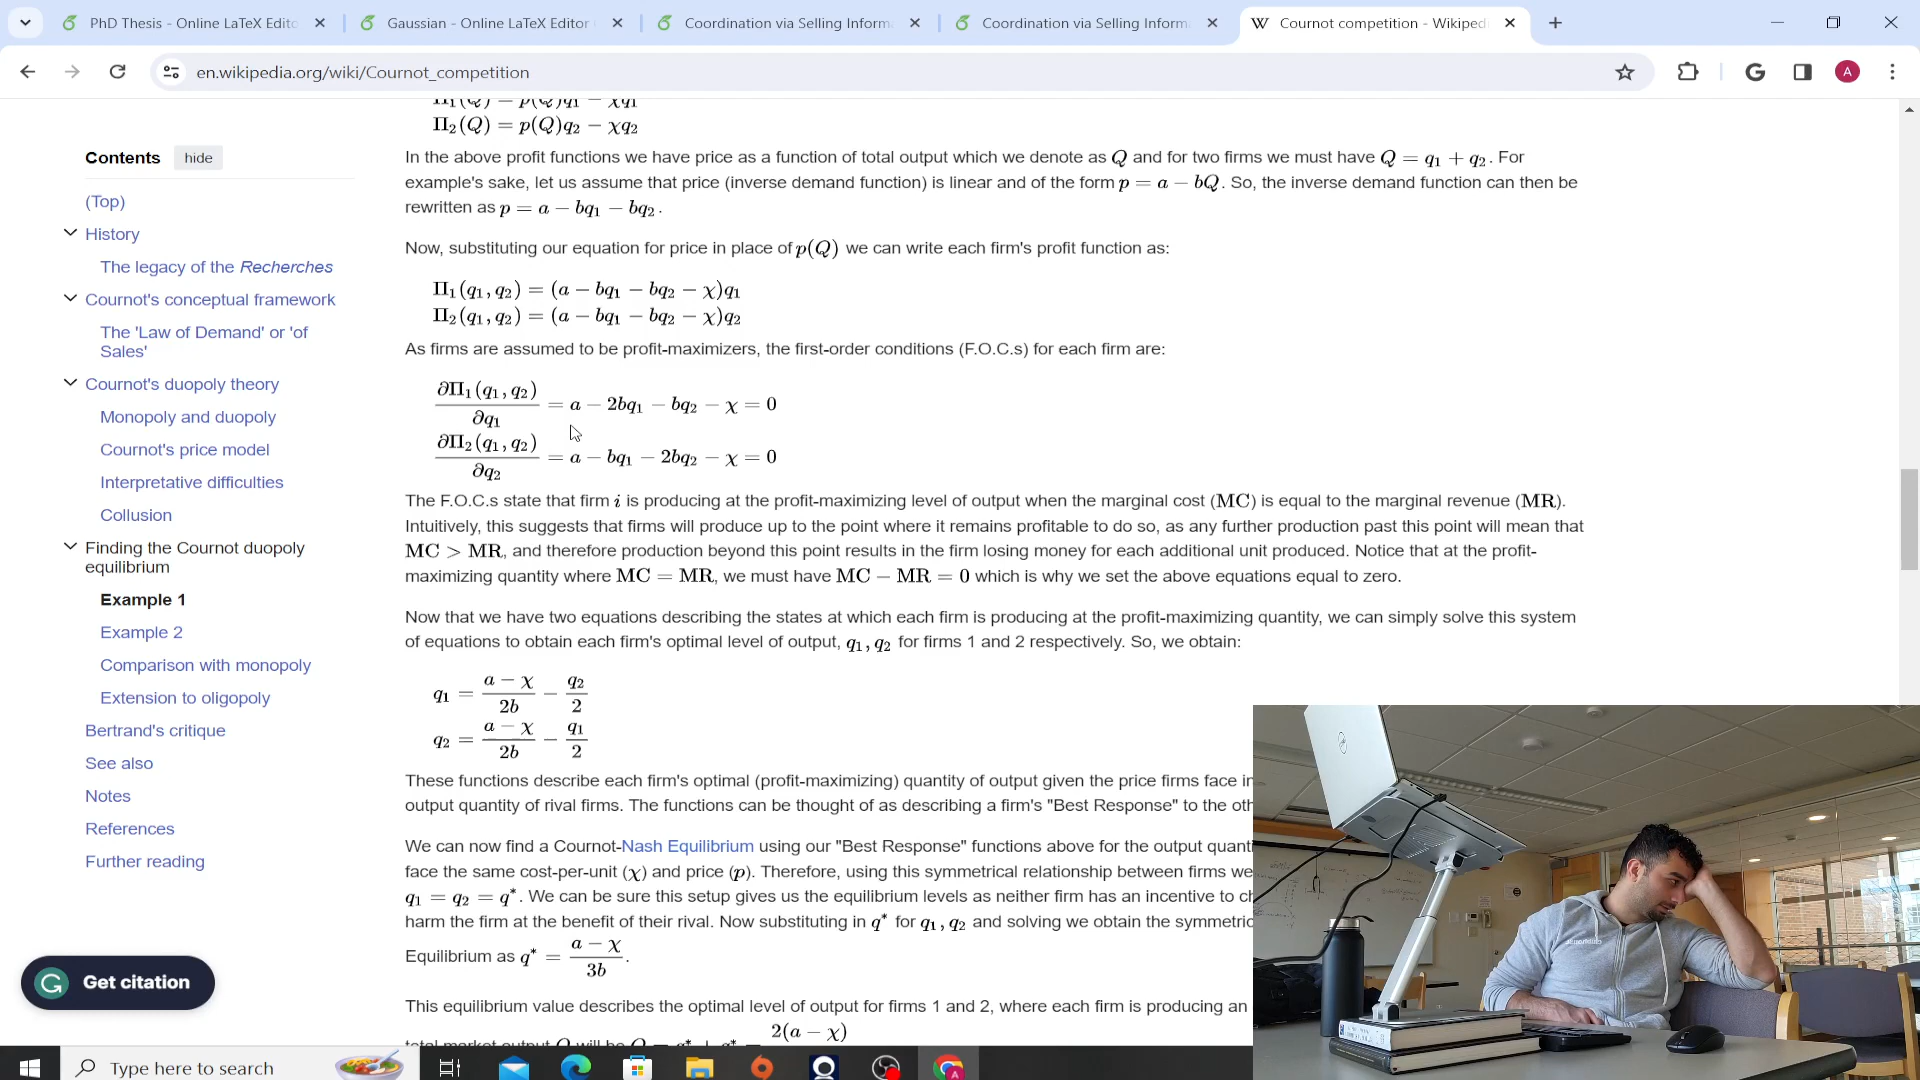 PhD Thesis - Online LaTeX Edito
Gaussian - Online LaTeX Editor
Coordination via Selling Inform
Coordination via Selling Inform
Cournot competition - Wikiped
en.wikipedia.org/wiki/Cournot_competition
A
Contents hide
(Top)
History
The legacy of the Recherches
Cournot's conceptual framework
The 'Law of Demand' or 'of
Sales'
Cournot's duopoly theory
Monopoly and duopoly
Cournot's price model
Interpretative difficulties
Collusion
Finding the Cournot duopoly
equilibrium
Example 1
Example 2
Comparison with monopoly
Extension to oligopoly
Bertrand's critique
See also
Notes
References
Further reading
Get citation
Π₁(Q) = p(Q)q₁ − χq₁
Π₂(Q) = p(Q)q₂ − χq₂
In the above profit functions we have price as a function of total output which we denote as Q and for two firms we must have Q = q₁ + q₂. For
example's sake, let us assume that price (inverse demand function) is linear and of the form p = a − bQ. So, the inverse demand function can then be
rewritten as p = a − bq₁ − bq₂.
Now, substituting our equation for price in place of p(Q) we can write each firm's profit function as:
Π₁(q₁, q₂) = (a − bq₁ − bq₂ − χ)q₁
Π₂(q₁, q₂) = (a − bq₁ − bq₂ − χ)q₂
As firms are assumed to be profit-maximizers, the first-order conditions (F.O.C.s) for each firm are:
∂Π₁(q₁, q₂)/∂q₁ = a − 2bq₁ − bq₂ − χ = 0
∂Π₂(q₁, q₂)/∂q₂ = a − bq₁ − 2bq₂ − χ = 0
The F.O.C.s state that firm i is producing at the profit-maximizing level of output when the marginal cost (MC) is equal to the marginal revenue (MR).
Intuitively, this suggests that firms will produce up to the point where it remains profitable to do so, as any further production past this point will mean that
MC > MR, and therefore production beyond this point results in the firm losing money for each additional unit produced. Notice that at the profit-
maximizing quantity where MC = MR, we must have MC − MR = 0 which is why we set the above equations equal to zero.
Now that we have two equations describing the states at which each firm is producing at the profit-maximizing quantity, we can simply solve this system
of equations to obtain each firm's optimal level of output, q₁, q₂ for firms 1 and 2 respectively. So, we obtain:
q₁ = (a − χ)/2b − q₂/2
q₂ = (a − χ)/2b − q₁/2
These functions describe each firm's optimal (profit-maximizing) quantity of output given the price firms face in
output quantity of rival firms. The functions can be thought of as describing a firm's "Best Response" to the oth
We can now find a Cournot-Nash Equilibrium using our "Best Response" functions above for the output quant
face the same cost-per-unit (χ) and price (p). Therefore, using this symmetrical relationship between firms we
q₁ = q₂ = q*. We can be sure this setup gives us the equilibrium levels as neither firm has an incentive to c
harm the firm at the benefit of their rival. Now substituting in q* for q₁, q₂ and solving we obtain the symmetric
Equilibrium as q* = (a − χ)/3b.
This equilibrium value describes the optimal level of output for firms 1 and 2, where each firm is producing an
total market output Q will be Q = q* + q* = 2(a − χ)
Type here to search